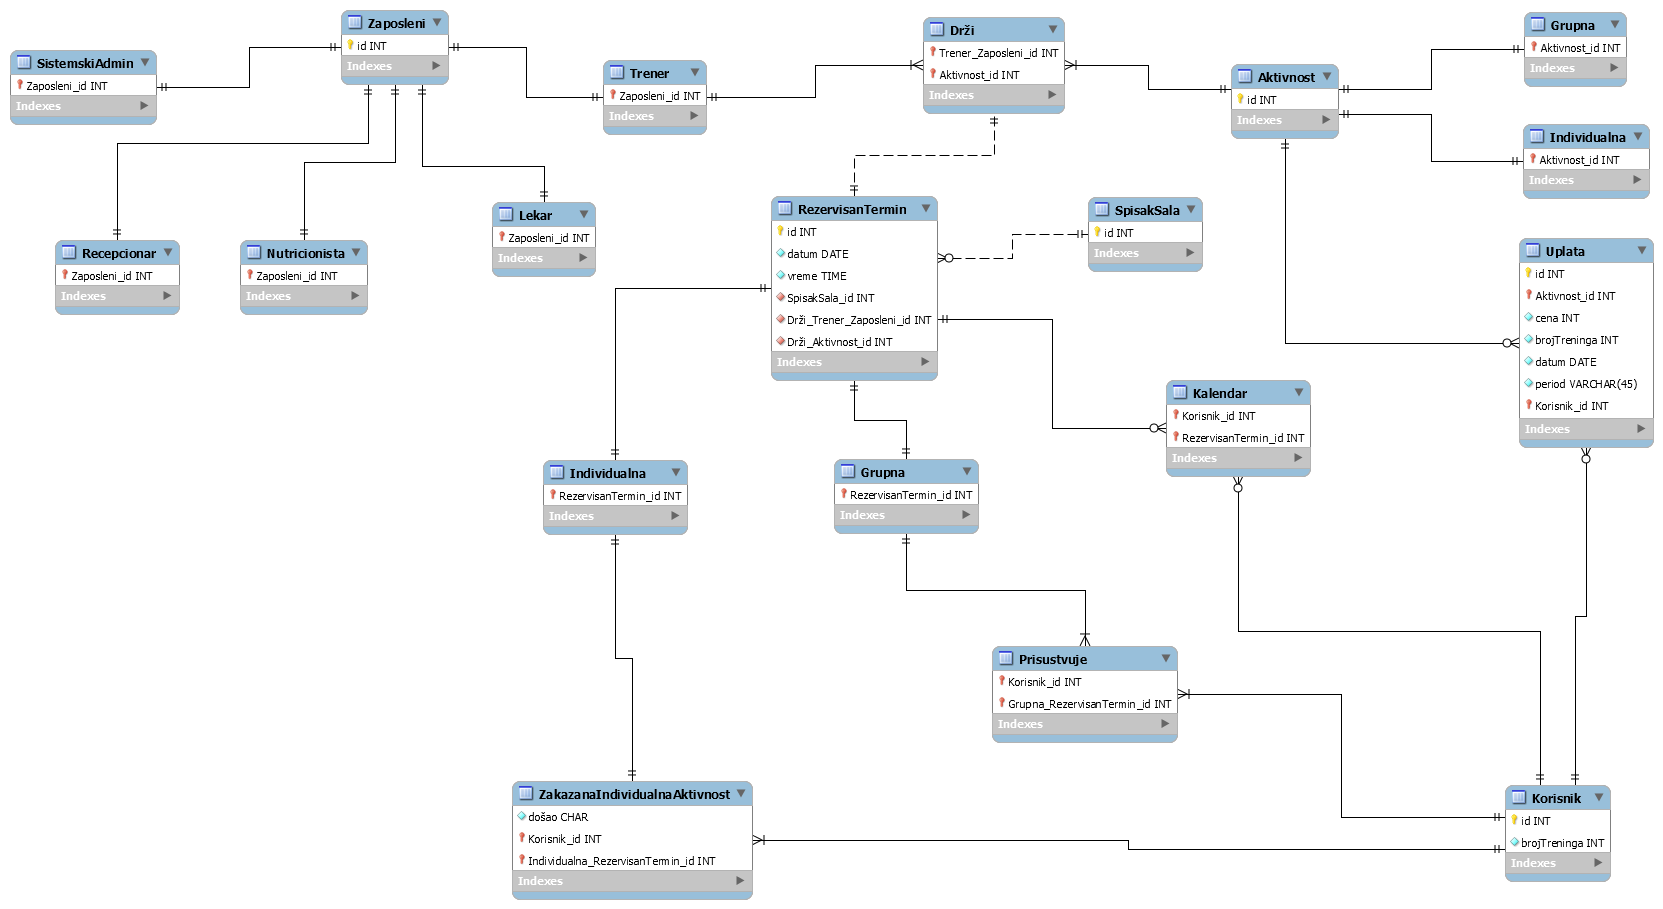 Zaposleni
id INT
Indexes
SistemskiAdmin
Zaposleni_id INT
Indexes
Trener
Zaposleni_id INT
Indexes
Drži
Trener_Zaposleni_id INT
Aktivnost_id INT
Indexes
Aktivnost
id INT
Indexes
Grupna
Aktivnost_id INT
Indexes
Individualna
Aktivnost_id INT
Indexes
Recepcionar
Zaposleni_id INT
Indexes
Nutricionista
Zaposleni_id INT
Indexes
Lekar
Zaposleni_id INT
Indexes
RezervisanTermin
id INT
datum DATE
vreme TIME
SpisakSala_id INT
Drži_Trener_Zaposleni_id INT
Drži_Aktivnost_id INT
Indexes
SpisakSala
id INT
Indexes
Uplata
id INT
Aktivnost_id INT
cena INT
brojTreninga INT
datum DATE
period VARCHAR(45)
Korisnik_id INT
Indexes
Kalendar
Korisnik_id INT
RezervisanTermin_id INT
Indexes
Individualna
RezervisanTermin_id INT
Indexes
Grupna
RezervisanTermin_id INT
Indexes
Prisustvuje
Korisnik_id INT
Grupna_RezervisanTermin_id INT
Indexes
ZakazanaIndividualnaAktivnost
došao CHAR
Korisnik_id INT
Individualna_RezervisanTermin_id INT
Indexes
Korisnik
id INT
brojTreninga INT
Indexes